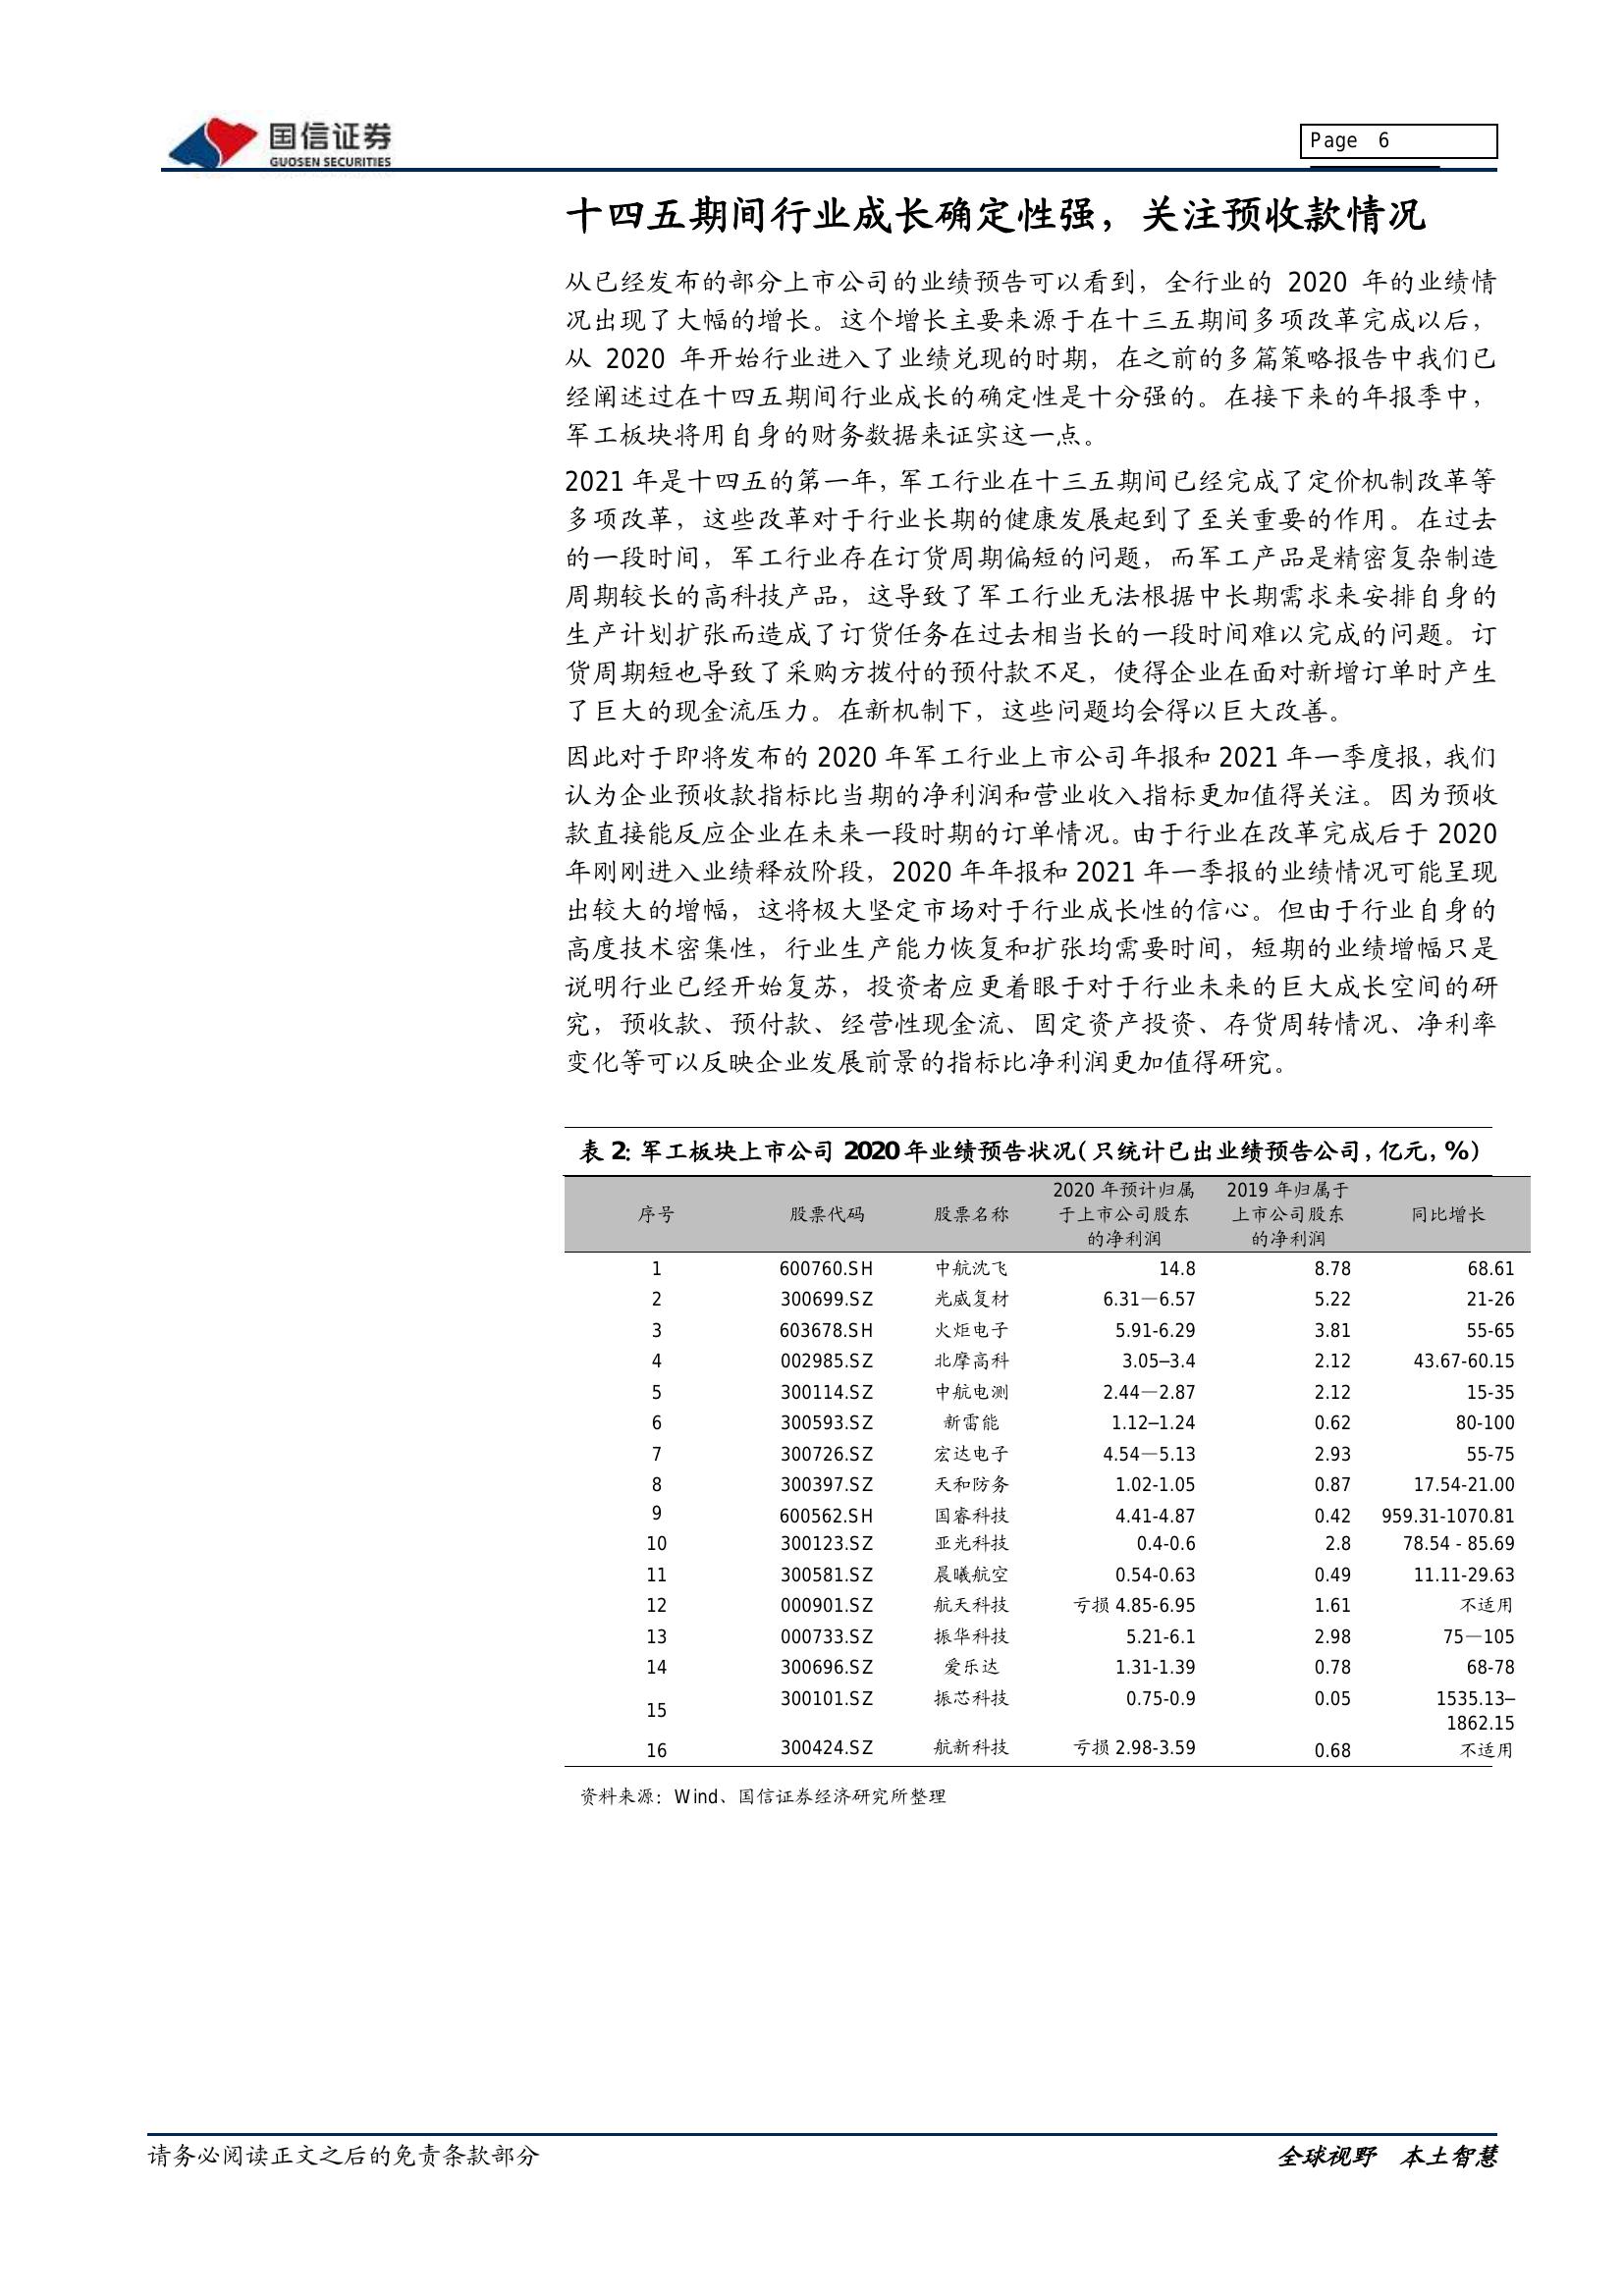 国信证券
GUOSEN SECURITIES
Page 6
十四五期间行业成长确定性强，关注预收款情况
从已经发布的部分上市公司的业绩预告可以看到，全行业的 2020 年的业绩情
况出现了大幅的增长。这个增长主要来源于在十三五期间多项改革完成以后，
从 2020 年开始行业进入了业绩兑现的时期，在之前的多篇策略报告中我们已
经阐述过在十四五期间行业成长的确定性是十分强的。在接下来的年报季中，
军工板块将用自身的财务数据来证实这一点。
2021 年是十四五的第一年，军工行业在十三五期间已经完成了定价机制改革等
多项改革，这些改革对于行业长期的健康发展起到了至关重要的作用。在过去
的一段时间，军工行业存在订货周期偏短的问题，而军工产品是精密复杂制造
周期较长的高科技产品，这导致了军工行业无法根据中长期需求来安排自身的
生产计划扩张而造成了订货任务在过去相当长的一段时间难以完成的问题。订
货周期短也导致了采购方拨付的预付款不足，使得企业在面对新增订单时产生
了巨大的现金流压力。在新机制下，这些问题均会得以巨大改善。
因此对于即将发布的 2020 年军工行业上市公司年报和 2021 年一季度报，我们
认为企业预收款指标比当期的净利润和营业收入指标更加值得关注。因为预收
款直接能反应企业在未来一段时期的订单情况。由于行业在改革完成后于 2020
年刚刚进入业绩释放阶段，2020 年年报和 2021 年一季报的业绩情况可能呈现
出较大的增幅，这将极大坚定市场对于行业成长性的信心。但由于行业自身的
高度技术密集性，行业生产能力恢复和扩张均需要时间，短期的业绩增幅只是
说明行业已经开始复苏，投资者应更着眼于对于行业未来的巨大成长空间的研
究，预收款、预付款、经营性现金流、固定资产投资、存货周转情况、净利率
变化等可以反映企业发展前景的指标比净利润更加值得研究。
表 2：军工板块上市公司 2020 年业绩预告状况（只统计已出业绩预告公司，亿元，%）
序号 股票代码 股票名称 2020 年预计归属于上市公司股东的净利润 2019 年归属于上市公司股东的净利润 同比增长
1 600760.SH 中航沈飞 14.8 8.78 68.61
2 300699.SZ 光威复材 6.31—6.57 5.22 21-26
3 603678.SH 火炬电子 5.91-6.29 3.81 55-65
4 002985.SZ 北摩高科 3.05–3.4 2.12 43.67-60.15
5 300114.SZ 中航电测 2.44—2.87 2.12 15-35
6 300593.SZ 新雷能 1.12–1.24 0.62 80-100
7 300726.SZ 宏达电子 4.54—5.13 2.93 55-75
8 300397.SZ 天和防务 1.02-1.05 0.87 17.54-21.00
9 600562.SH 国睿科技 4.41-4.87 0.42 959.31-1070.81
10 300123.SZ 亚光科技 0.4-0.6 2.8 78.54 - 85.69
11 300581.SZ 晨曦航空 0.54-0.63 0.49 11.11-29.63
12 000901.SZ 航天科技 亏损 4.85-6.95 1.61 不适用
13 000733.SZ 振华科技 5.21-6.1 2.98 75—105
14 300696.SZ 爱乐达 1.31-1.39 0.78 68-78
15 300101.SZ 振芯科技 0.75-0.9 0.05 1535.13–1862.15
16 300424.SZ 航新科技 亏损 2.98-3.59 0.68 不适用
资料来源：Wind、国信证券经济研究所整理
请务必阅读正文之后的免责条款部分
全球视野 本土智慧